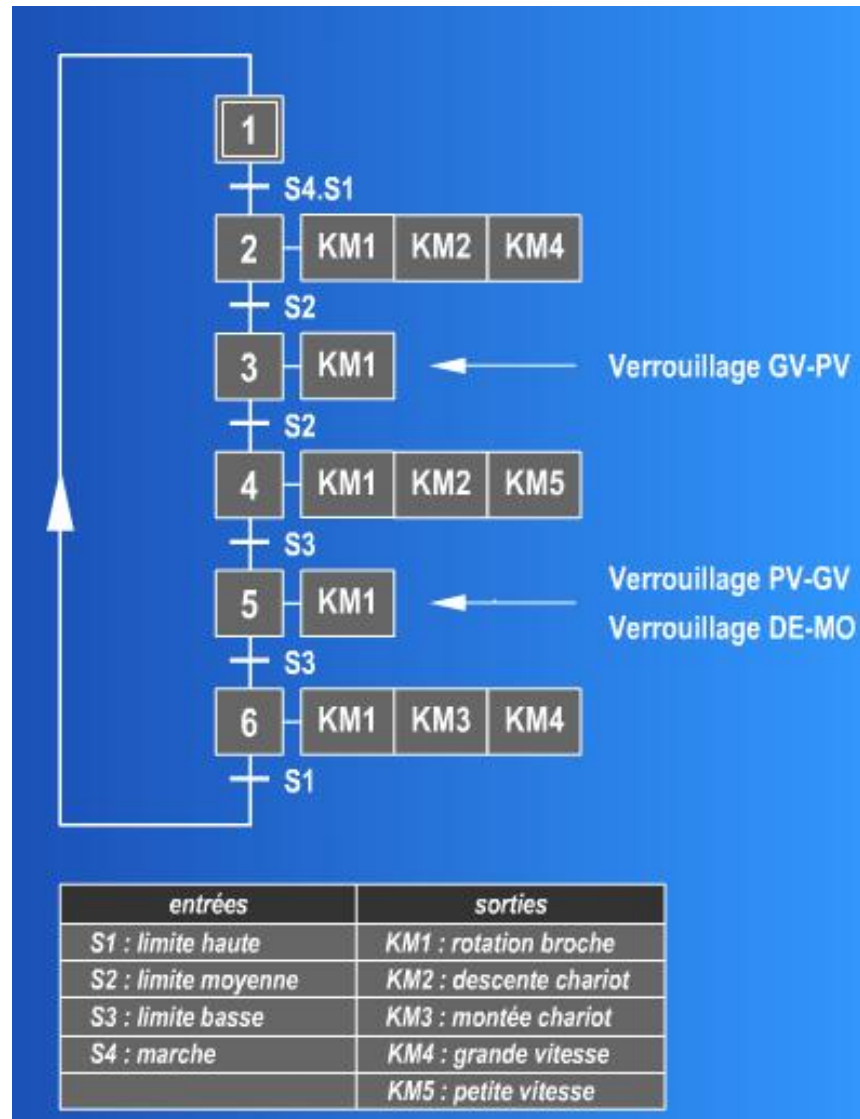 1
S4.S1
2 KM1 KM2 KM4
S2
3 KM1 Verrouillage GV-PV
S2
4 KM1 KM2 KM5
S3
5 KM1 Verrouillage PV-GV
Verrouillage DE-MO
S3
6 KM1 KM3 KM4
S1
entrées sorties
S1 : limite haute KM1 : rotation broche
S2 : limite moyenne KM2 : descente chariot
S3 : limite basse KM3 : montée chariot
S4 : marche KM4 : grande vitesse
KM5 : petite vitesse